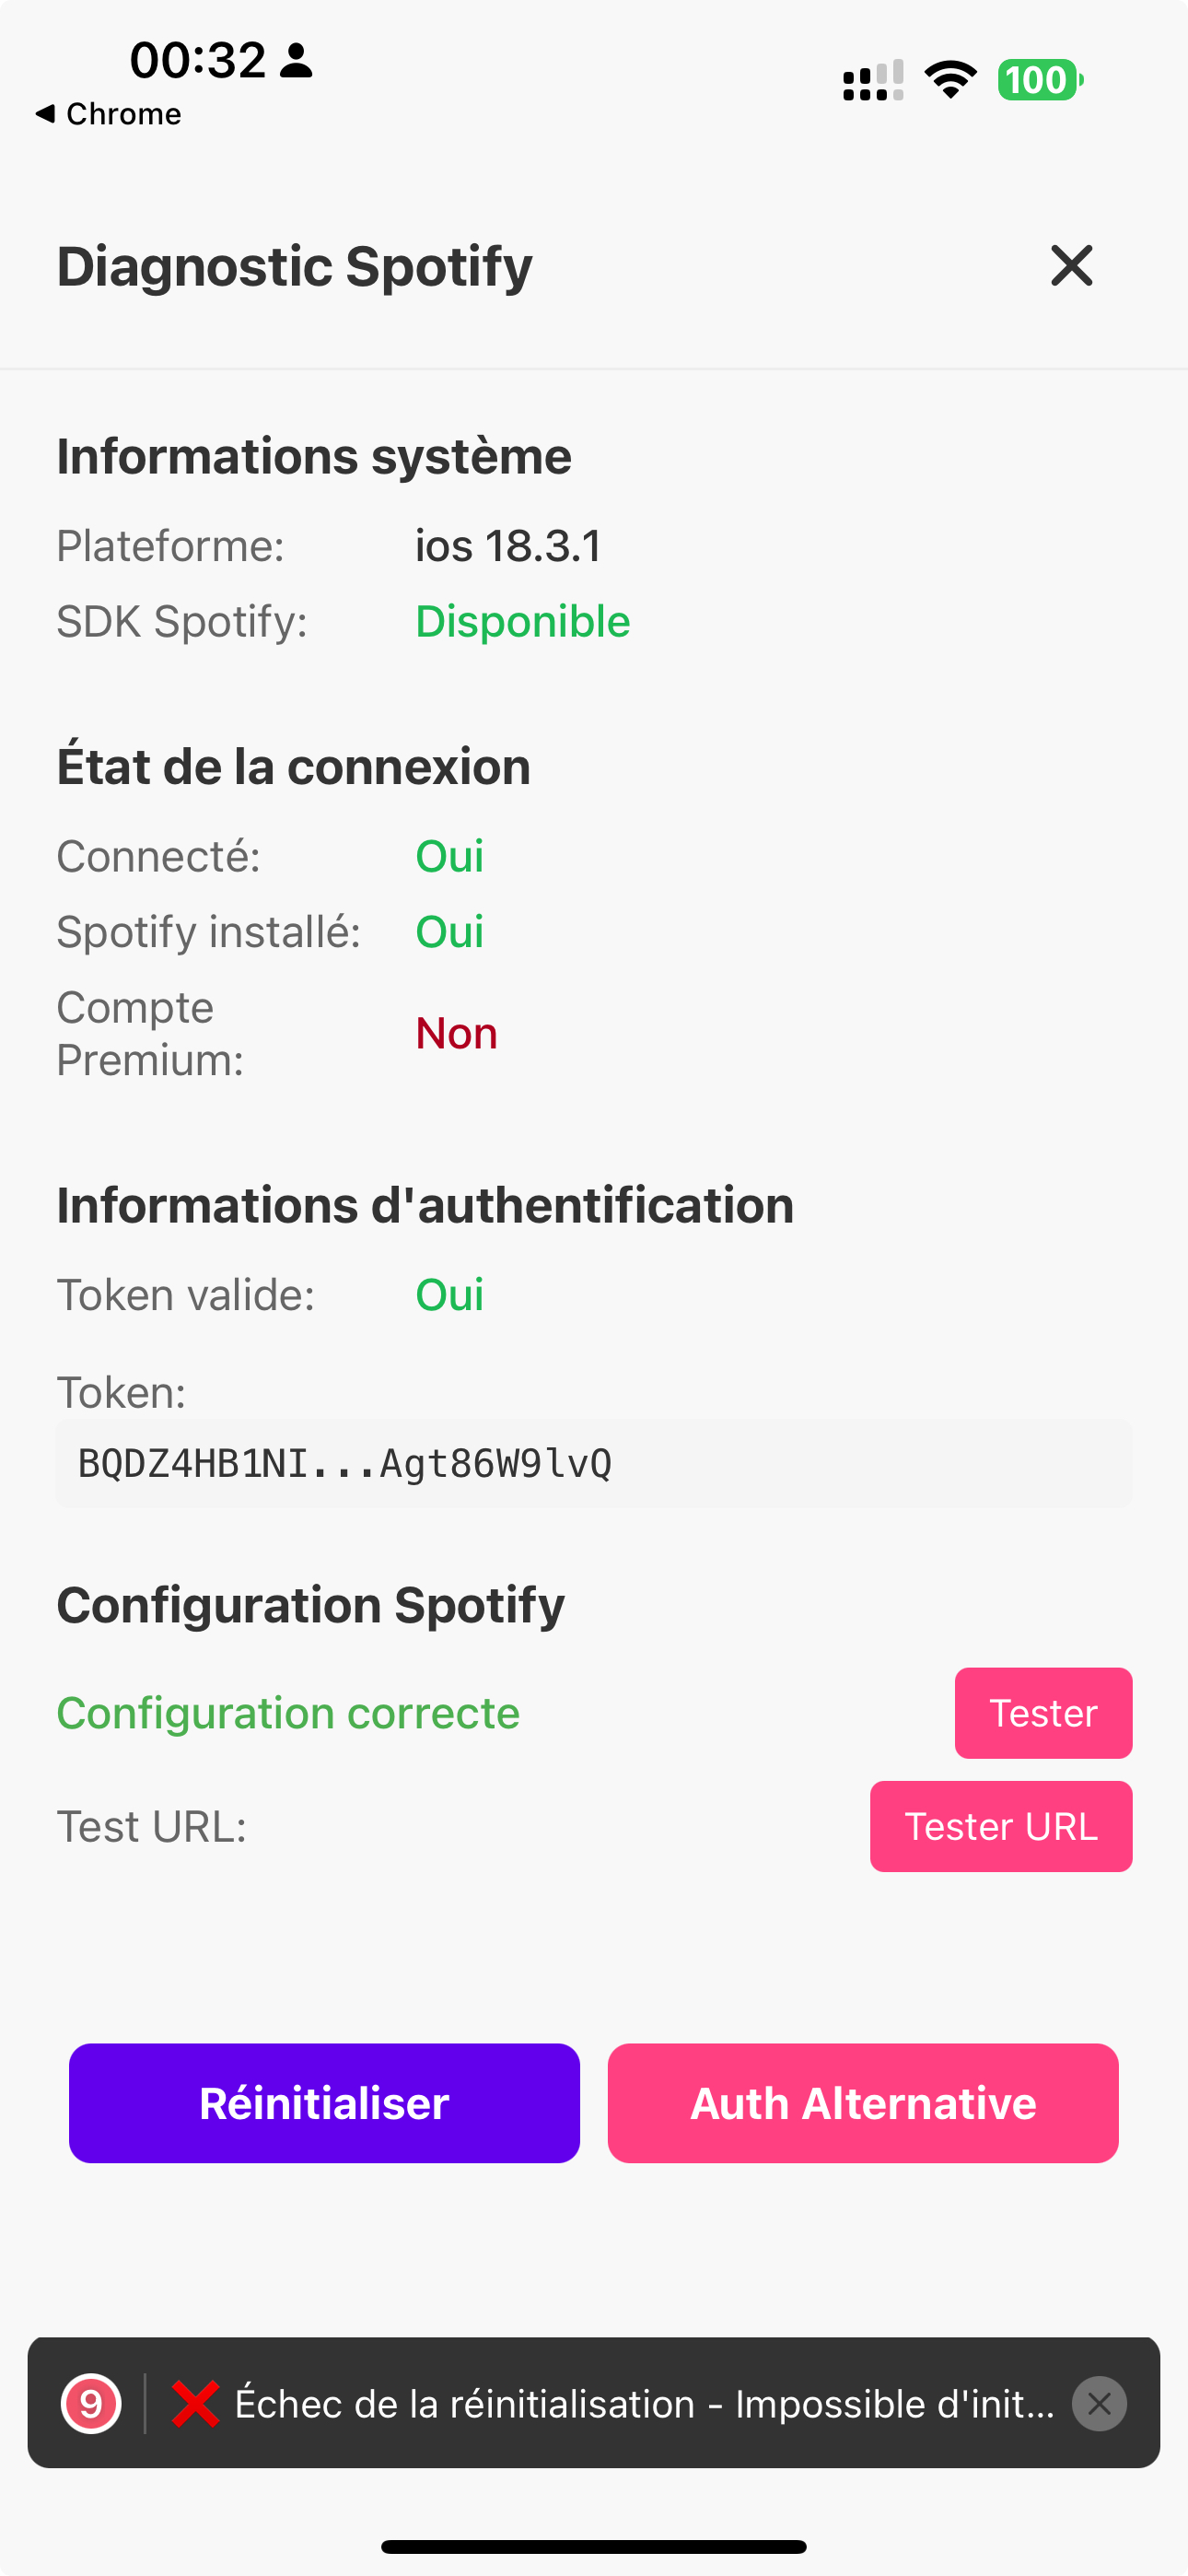 00:32
100
◀ Chrome
Diagnostic Spotify
Informations système
Plateforme: ios 18.3.1
SDK Spotify: Disponible
État de la connexion
Connecté: Oui
Spotify installé: Oui
Compte
Premium: Non
Informations d'authentification
Token valide: Oui
Token:
BQDZ4HB1NI...Agt86W9lvQ
Configuration Spotify
Configuration correcte Tester
Test URL: Tester URL
Réinitialiser Auth Alternative
9 ❌ Échec de la réinitialisation - Impossible d'init...